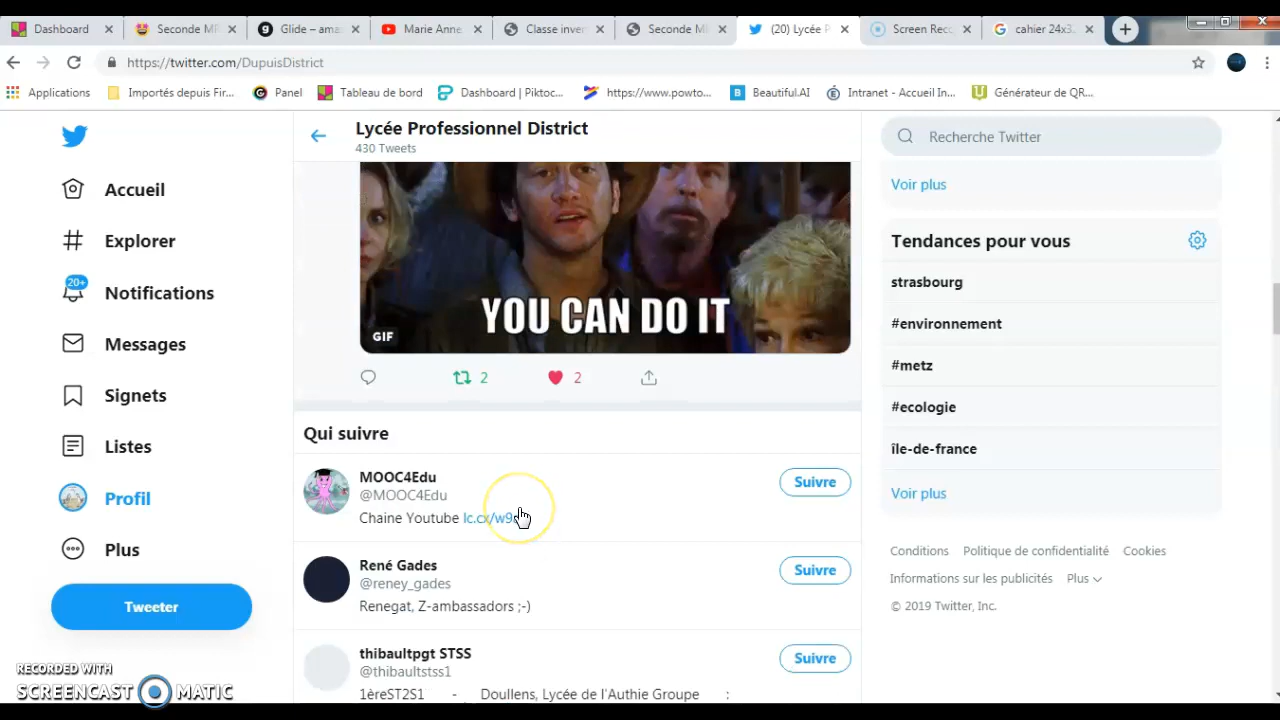 Dashboard
Seconde MR
Glide – ama
Marie Anne
Classe inver
Seconde M
(20) Lycée P
Screen Reco
cahier 24x3
https://twitter.com/DupuisDistrict
Applications
Importés depuis Fir...
Panel
Tableau de bord
Dashboard | Piktoc...
https://www.powto...
Beautiful.AI
Intranet - Accueil In...
Générateur de QR...
Lycée Professionnel District
430 Tweets
Recherche Twitter
Accueil
Explorer
20+
Notifications
Messages
Signets
Listes
Profil
Plus
Tweeter
YOU CAN DO IT
GIF
2
2
Qui suivre
MOOC4Edu
@MOOC4Edu
Chaine Youtube lc.cx/w9
Suivre
René Gades
@reney_gades
Renegat, Z-ambassadors ;-)
Suivre
thibaultpgt STSS
@thibaultstss1
1èreST2S1 - Doullens, Lycée de l'Authie Groupe :
Suivre
Voir plus
Tendances pour vous
strasbourg
#environnement
#metz
#ecologie
île-de-france
Voir plus
Conditions Politique de confidentialité Cookies
Informations sur les publicités Plus
© 2019 Twitter, Inc.
RECORDED WITH
SCREENCAST MATIC